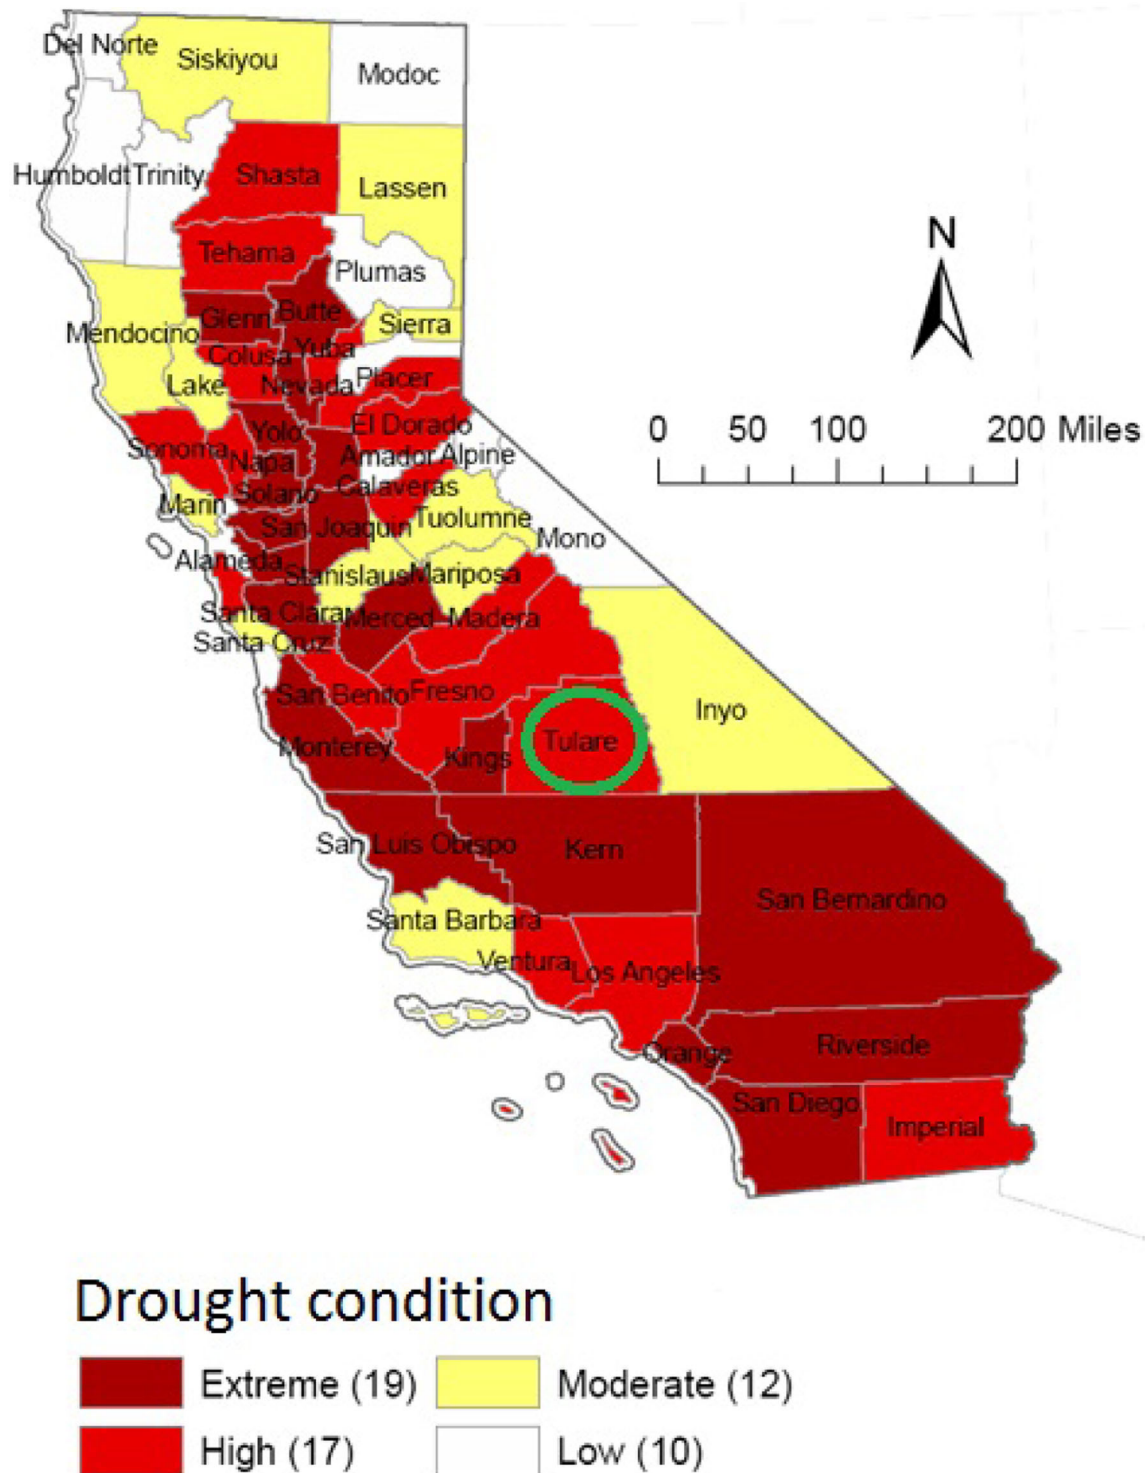 Del Norte
Siskiyou
Modoc
Humboldt
Trinity
Shasta
Lassen
Tehama
Plumas
N
Mendocino
Glenn
Butte
Sierra
Colusa
Yuba
Lake
Nevada
Placer
Sonoma
Yolo
El Dorado
Napa
Amador
Alpine
0 50 100 200 Miles
Marin
Solano
Calaveras
San Joaquin
Tuolumne
Mono
Alameda
Stanislaus
Mariposa
Santa Clara
Merced
Madera
Santa Cruz
San Benito
Fresno
Inyo
Monterey
Kings
Tulare
San Luis Obispo
Kern
San Bernardino
Santa Barbara
Ventura
Los Angeles
Orange
Riverside
San Diego
Imperial
Drought condition
Extreme (19)
Moderate (12)
High (17)
Low (10)